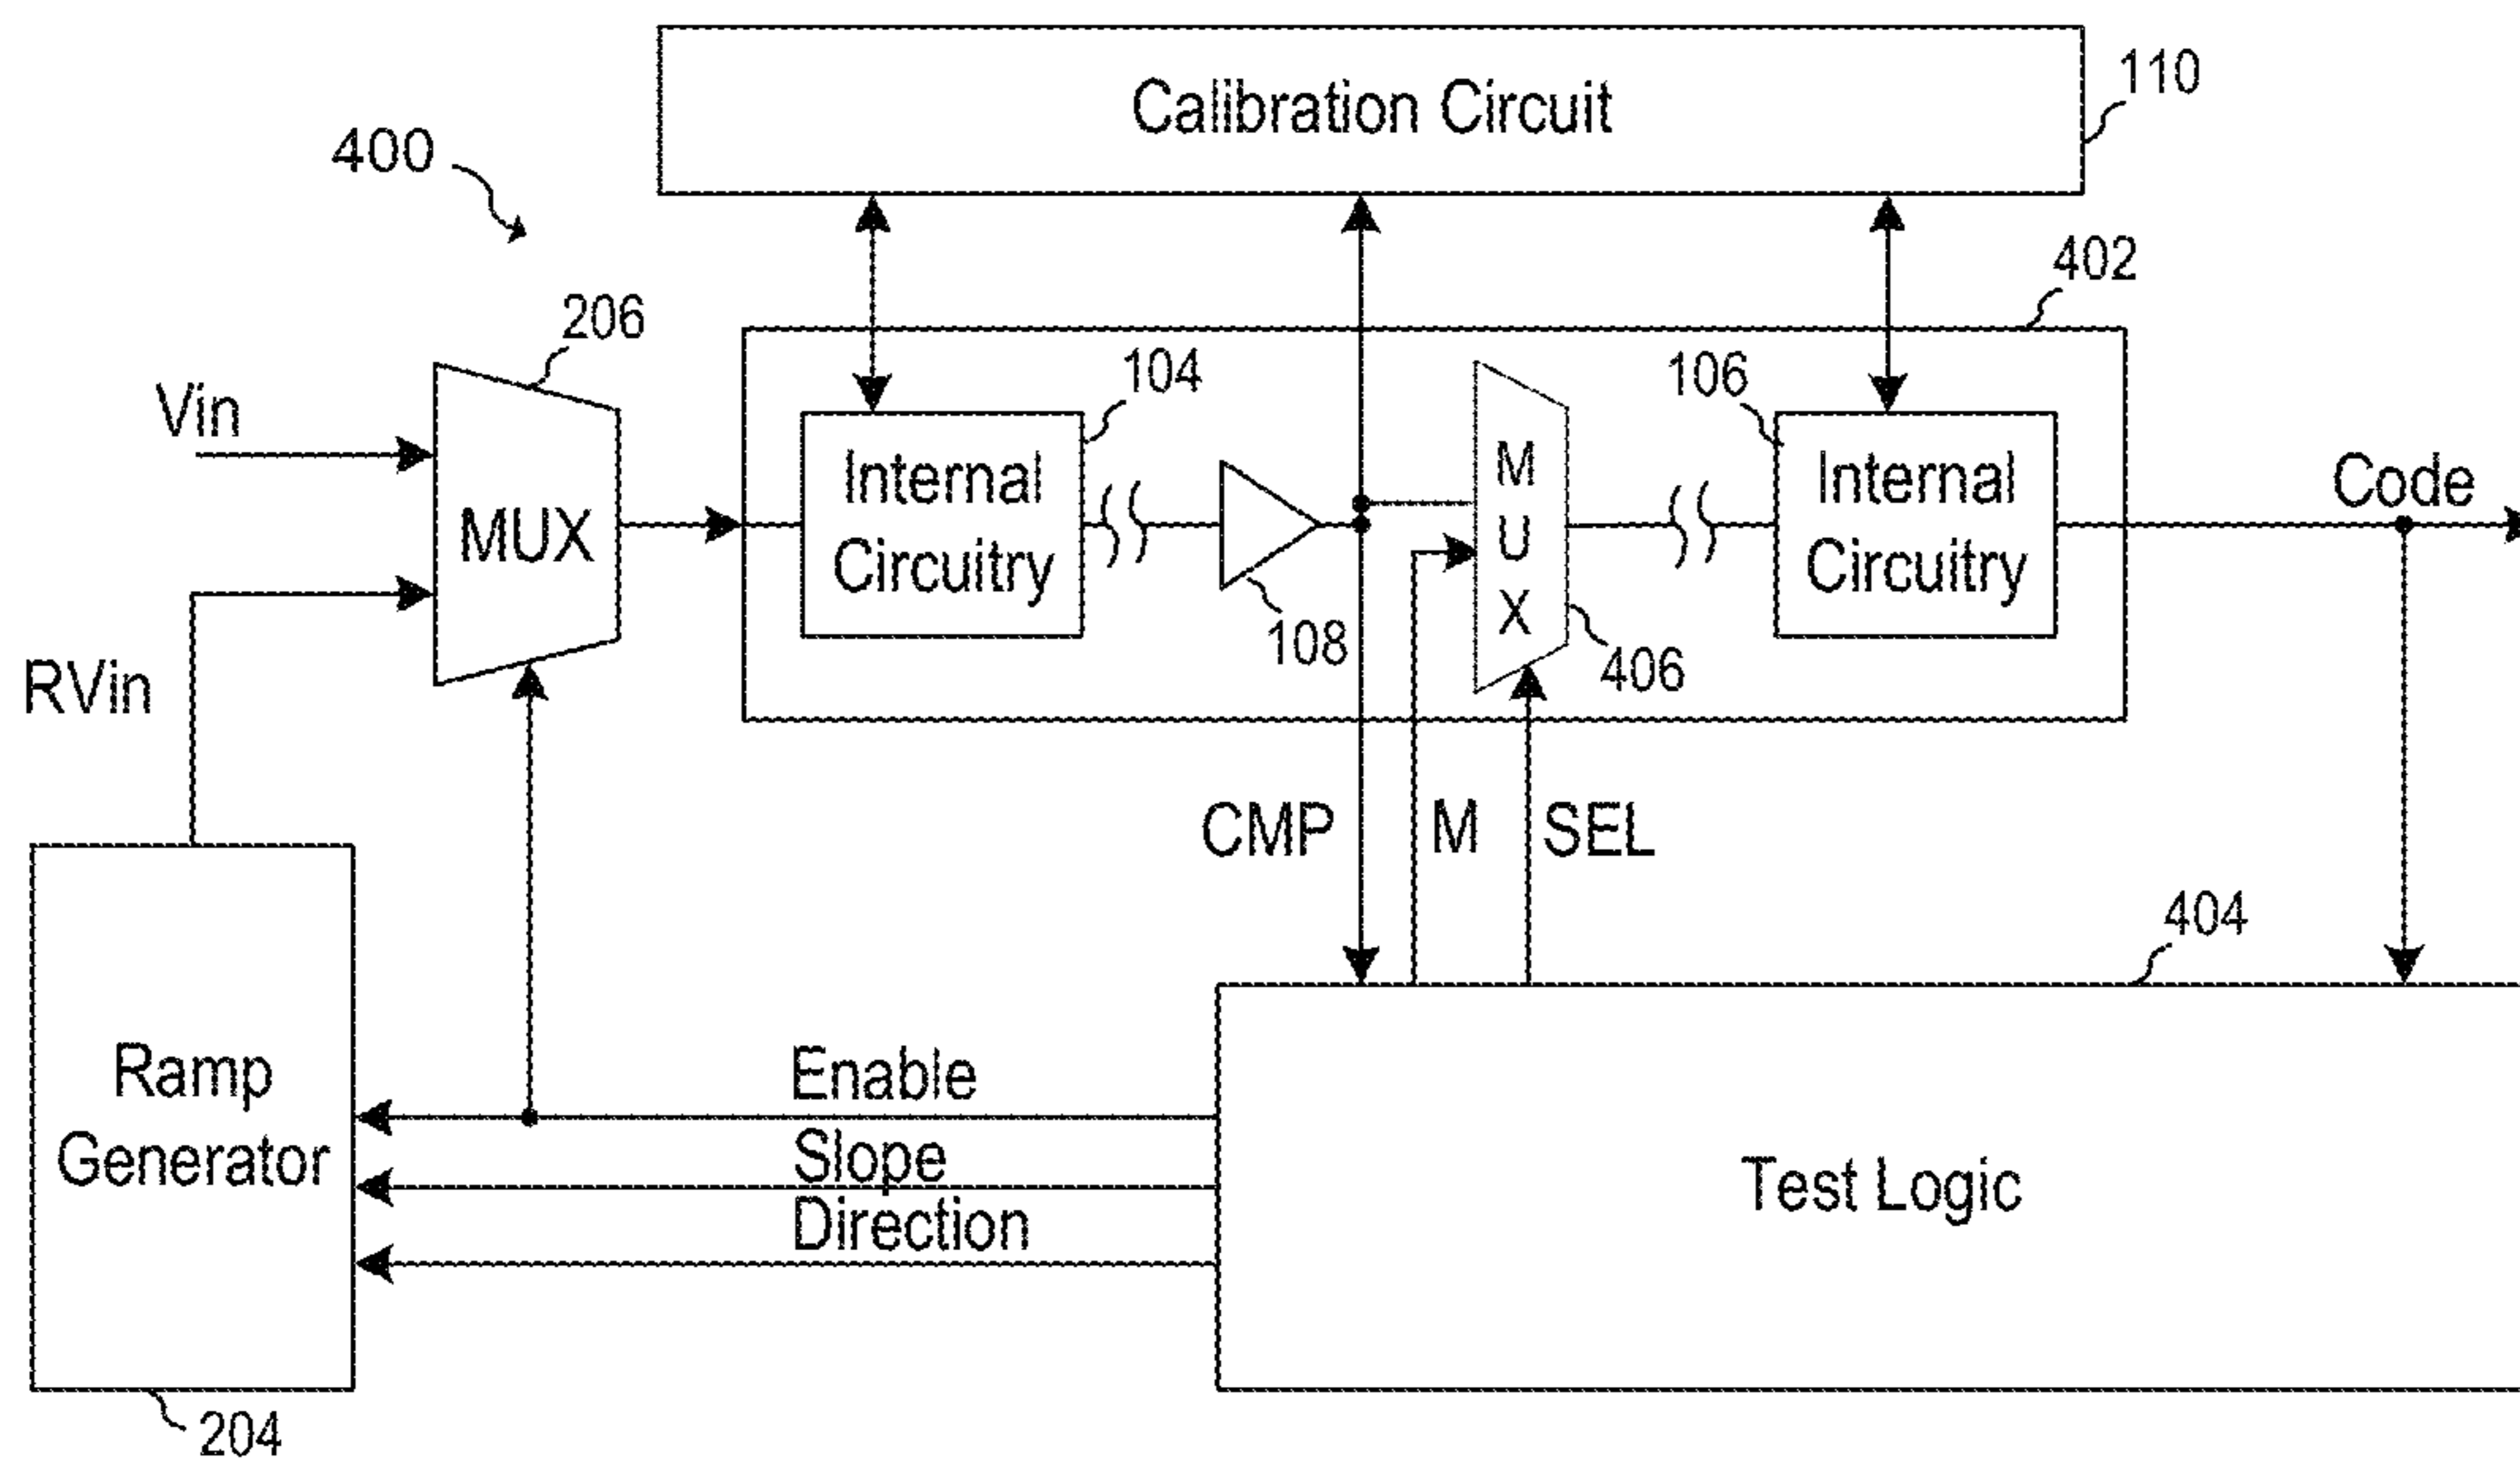 Calibration Circuit
110
400
402
206
104
106
Vin
MUX
Internal
Circuitry
108
M
U
X
406
Internal
Circuitry
Code
RVin
CMP
M
SEL
404
Ramp
Generator
Enable
Slope
Direction
Test Logic
204